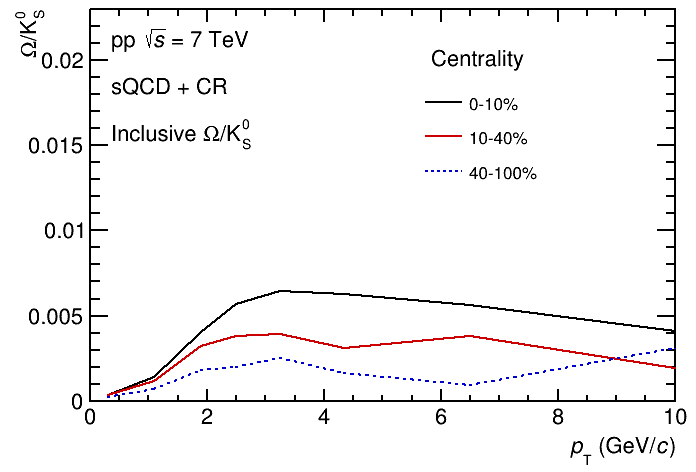 Ω/K⁰_S
pp √s = 7 TeV
sQCD + CR
Inclusive Ω/K⁰_S
Centrality
0-10%
10-40%
40-100%
0.02
0.015
0.01
0.005
0
0 2 4 6 8 10
p_T (GeV/c)